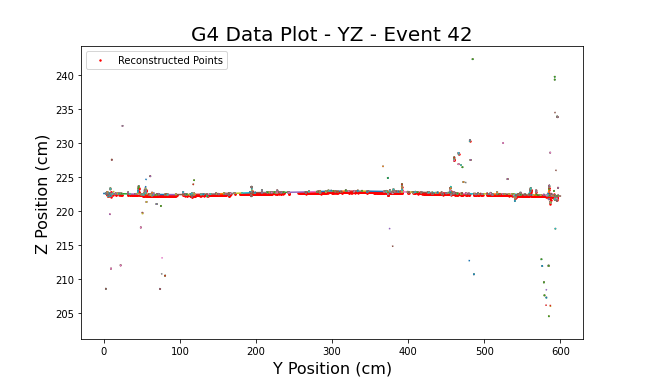 G4 Data Plot - YZ - Event 42
Reconstructed Points
Z Position (cm)
240
235
230
225
220
215
210
205
0 100 200 300 400 500 600
Y Position (cm)